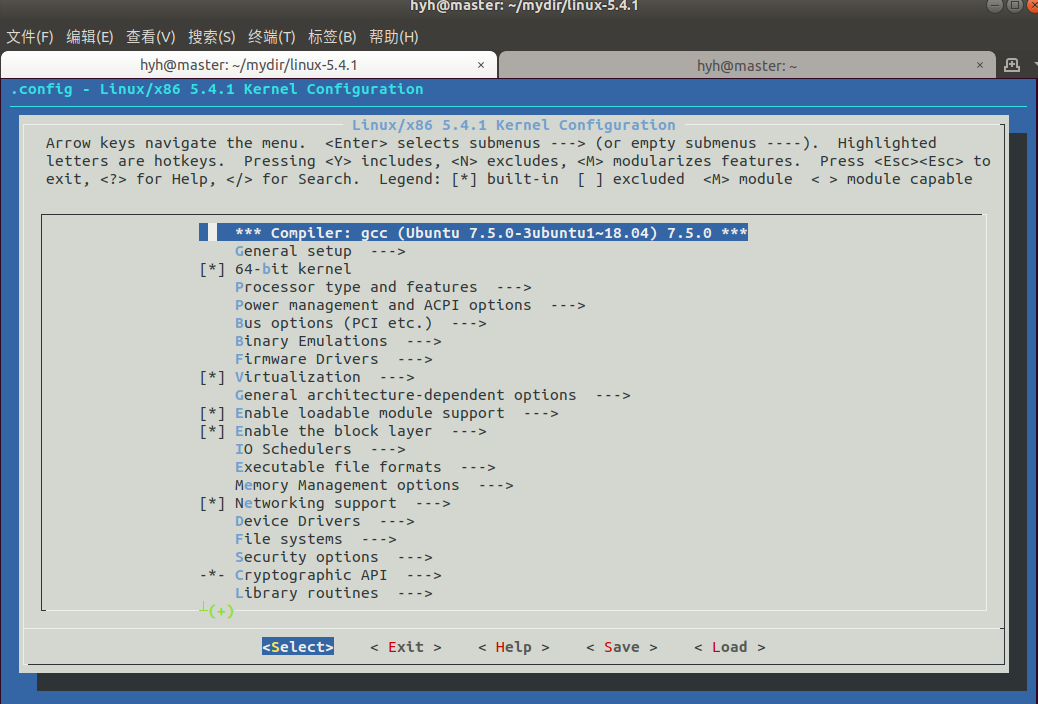 hyh@master: ~/mydir/linux-5.4.1
文件(F) 编辑(E) 查看(V) 搜索(S) 终端(T) 标签(B) 帮助(H)
hyh@master: ~/mydir/linux-5.4.1 × hyh@master: ~ ×
.config - Linux/x86 5.4.1 Kernel Configuration
Linux/x86 5.4.1 Kernel Configuration
Arrow keys navigate the menu. <Enter> selects submenus ---> (or empty submenus ----). Highlighted
letters are hotkeys. Pressing <Y> includes, <N> excludes, <M> modularizes features. Press <Esc><Esc> to
exit, <?> for Help, </> for Search. Legend: [*] built-in [ ] excluded <M> module < > module capable
*** Compiler: gcc (Ubuntu 7.5.0-3ubuntu1~18.04) 7.5.0 ***
General setup --->
[*] 64-bit kernel
Processor type and features --->
Power management and ACPI options --->
Bus options (PCI etc.) --->
Binary Emulations --->
Firmware Drivers --->
[*] Virtualization --->
General architecture-dependent options --->
[*] Enable loadable module support --->
[*] Enable the block layer --->
IO Schedulers --->
Executable file formats --->
Memory Management options --->
[*] Networking support --->
Device Drivers --->
File systems --->
Security options --->
-*- Cryptographic API --->
Library routines --->
┴(+)
<Select> < Exit > < Help > < Save > < Load >